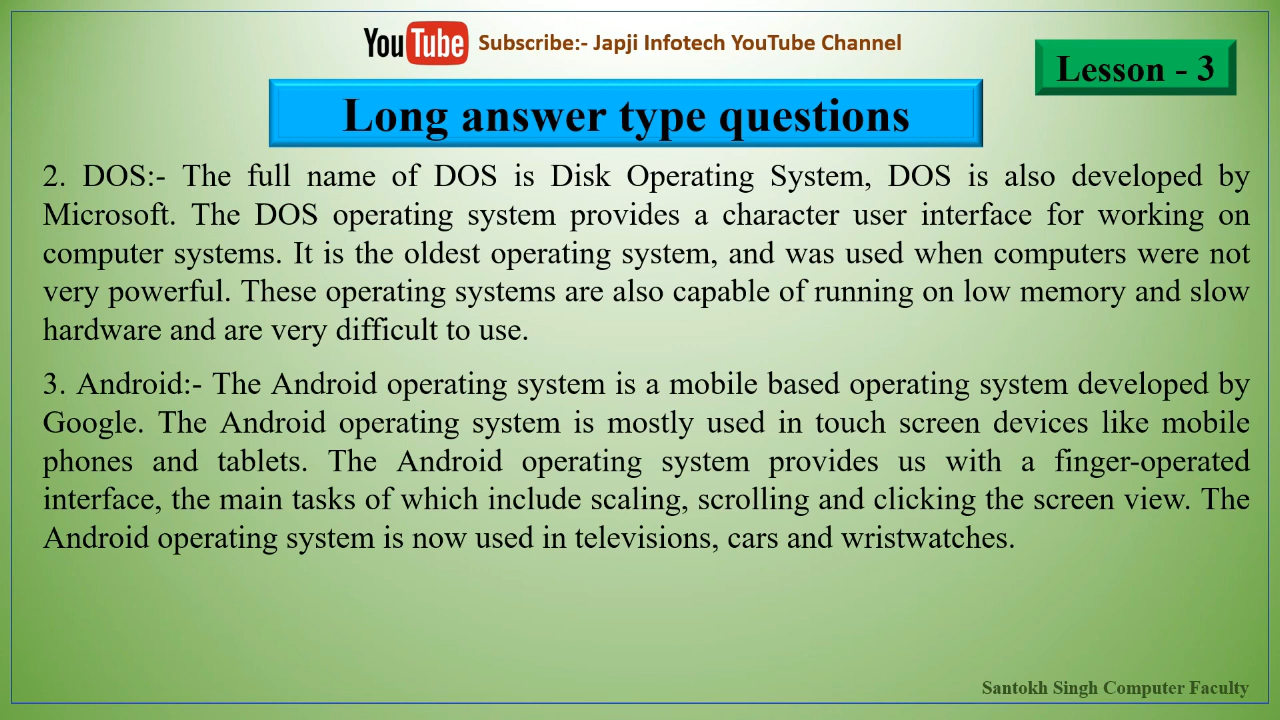 YouTube Subscribe:- Japji Infotech YouTube Channel
Lesson - 3
Long answer type questions
2. DOS:- The full name of DOS is Disk Operating System, DOS is also developed by
Microsoft. The DOS operating system provides a character user interface for working on
computer systems. It is the oldest operating system, and was used when computers were not
very powerful. These operating systems are also capable of running on low memory and slow
hardware and are very difficult to use.
3. Android:- The Android operating system is a mobile based operating system developed by
Google. The Android operating system is mostly used in touch screen devices like mobile
phones and tablets. The Android operating system provides us with a finger-operated
interface, the main tasks of which include scaling, scrolling and clicking the screen view. The
Android operating system is now used in televisions, cars and wristwatches.
Santokh Singh Computer Faculty